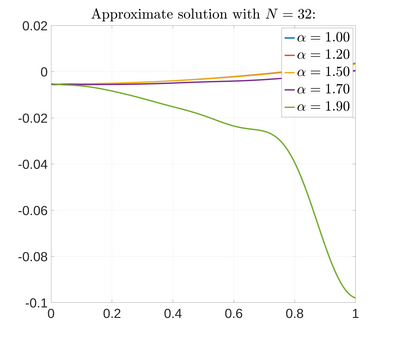 Approximate solution with N = 32:
0.02
0
-0.02
-0.04
-0.06
-0.08
-0.1
α = 1.00
α = 1.20
α = 1.50
α = 1.70
α = 1.90
0 0.2 0.4 0.6 0.8 1